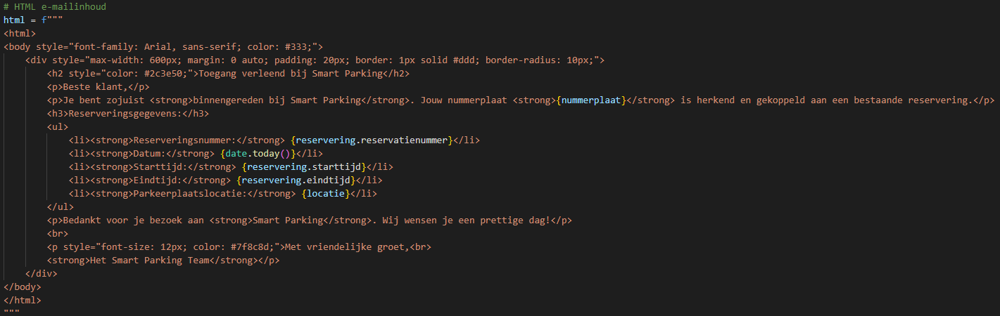 # HTML e-mailinhoud
html = f"""
<html>
<body style="font-family: Arial, sans-serif; color: #333;">
    <div style="max-width: 600px; margin: 0 auto; padding: 20px; border: 1px solid #ddd; border-radius: 10px;">
        <h2 style="color: #2c3e50;">Toegang verleend bij Smart Parking</h2>
        <p>Beste klant,</p>
        <p>Je bent zojuist <strong>binnengereden bij Smart Parking</strong>. Jouw nummerplaat <strong>{nummerplaat}</strong> is herkend en gekoppeld aan een bestaande reservering.</p>
        <h3>Reserveringsgegevens:</h3>
        <ul>
            <li><strong>Reserveringsnummer:</strong> {reservering.reservatienummer}</li>
            <li><strong>Datum:</strong> {date.today()}</li>
            <li><strong>Starttijd:</strong> {reservering.starttijd}</li>
            <li><strong>Eindtijd:</strong> {reservering.eindtijd}</li>
            <li><strong>Parkeerplaatslocatie:</strong> {locatie}</li>
        </ul>
        <p>Bedankt voor je bezoek aan <strong>Smart Parking</strong>. Wij wensen je een prettige dag!</p>
        <br>
        <p style="font-size: 12px; color: #7f8c8d;">Met vriendelijke groet,<br>
        <strong>Het Smart Parking Team</strong></p>
    </div>
</body>
</html>
"""